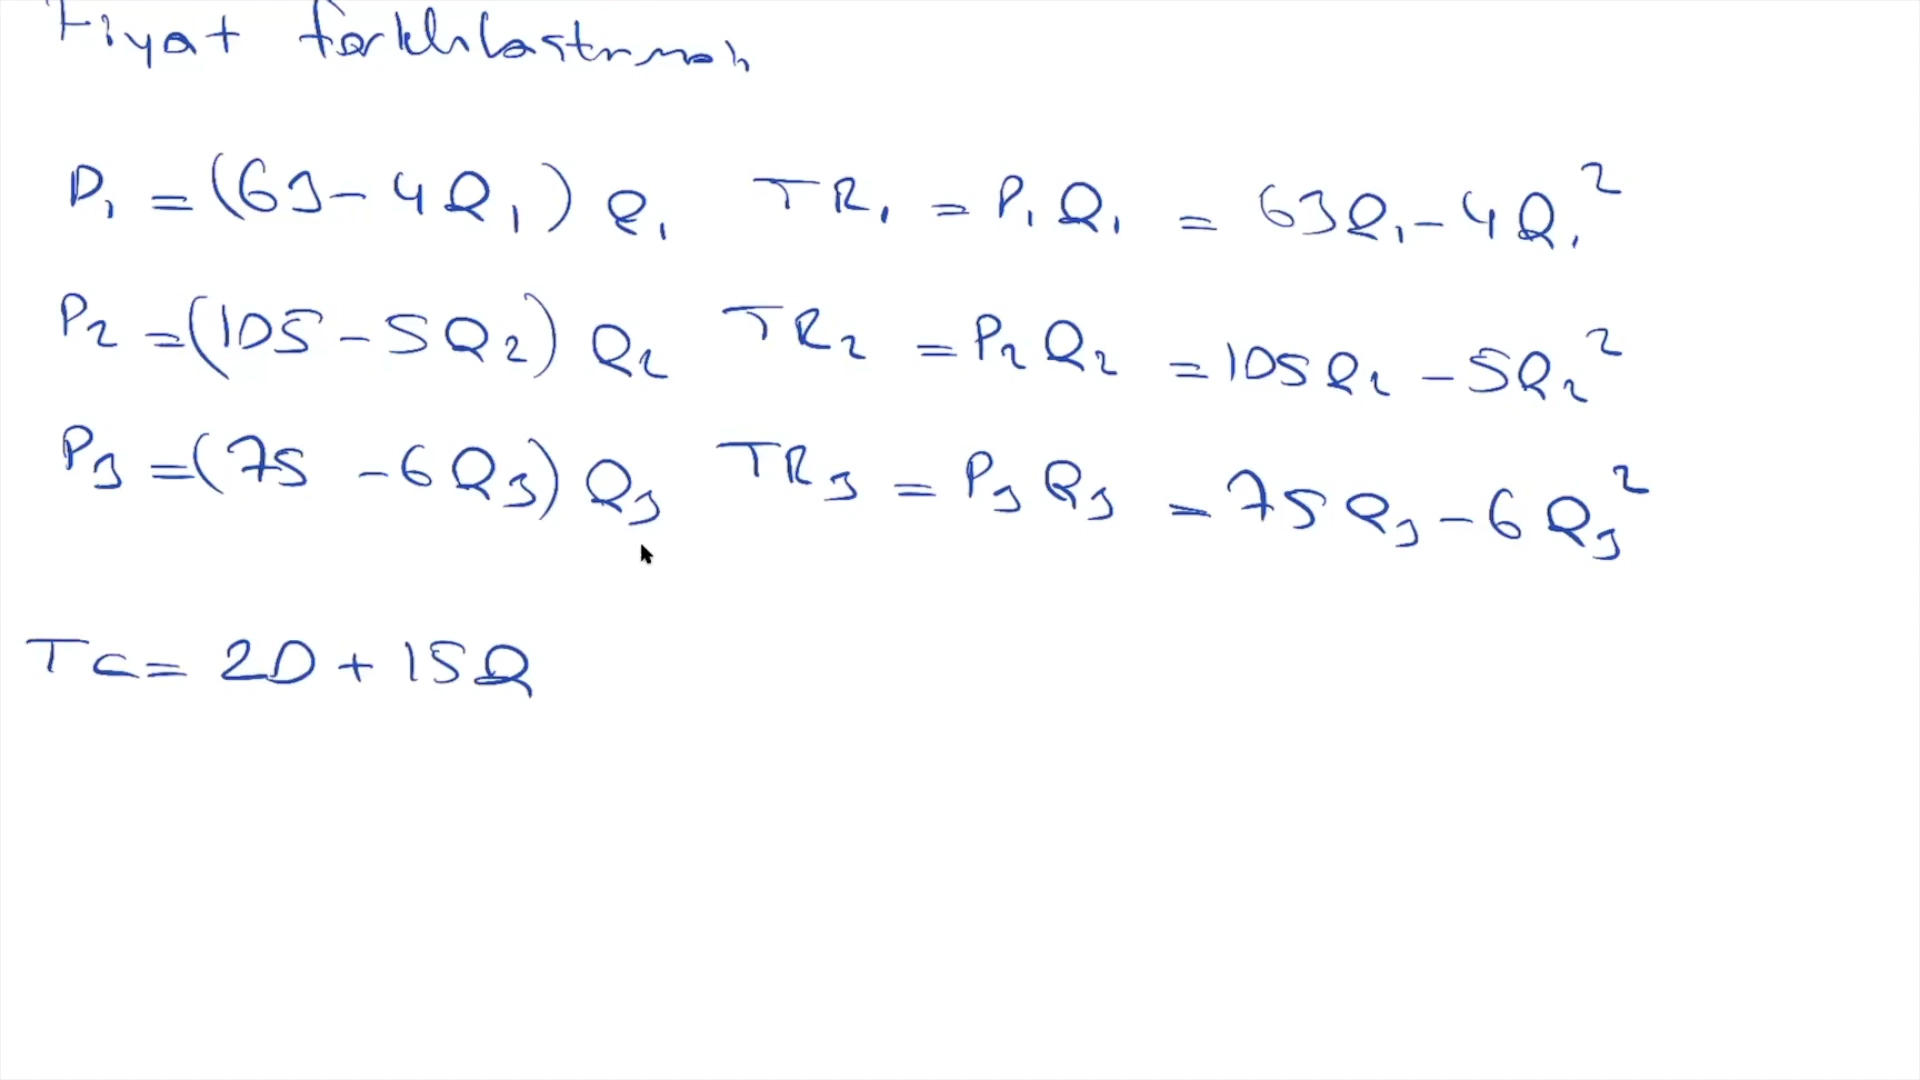 Fiyat farklılastırmak
P₁ = (63 - 4Q₁) Q₁ TR₁ = P₁Q₁ = 63Q₁ - 4Q₁²
P₂ = (105 - 5Q₂) Q₂ TR₂ = P₂Q₂ = 105Q₂ - 5Q₂²
P₃ = (75 - 6Q₃) Q₃ TR₃ = P₃Q₃ = 75Q₃ - 6Q₃²
TC = 20 + 15Q